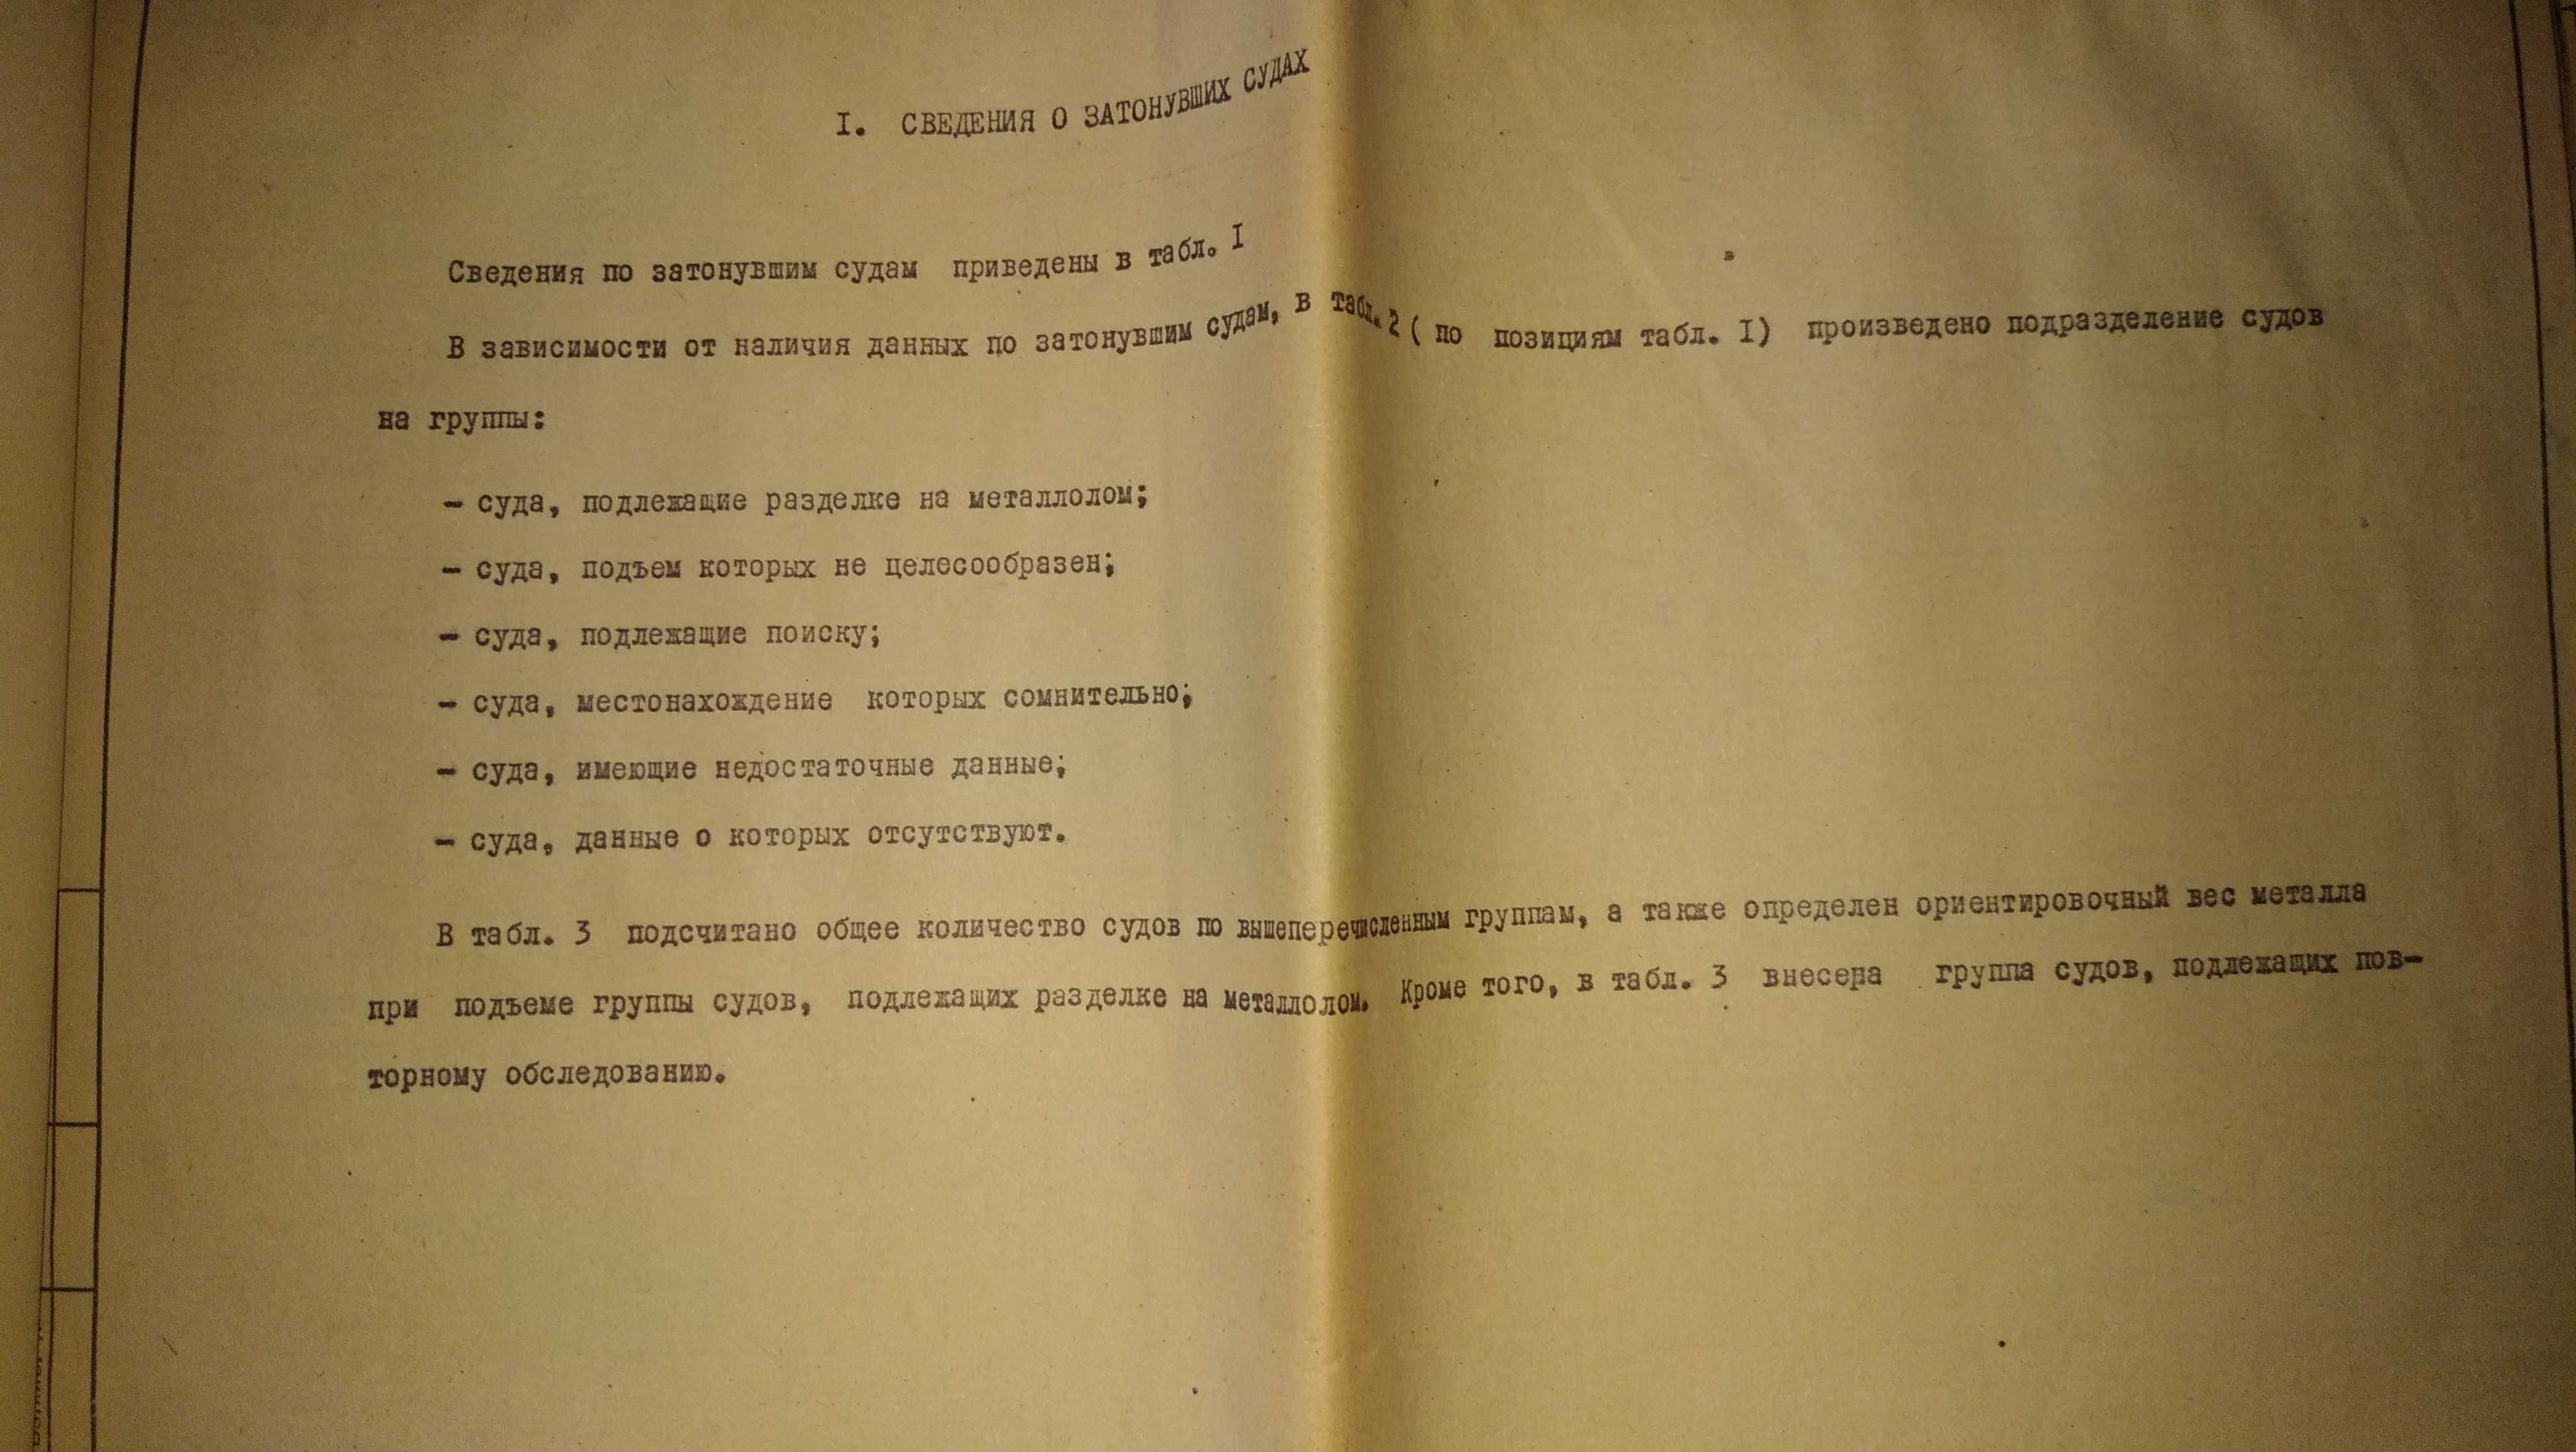 I. СВЕДЕНИЯ О ЗАТОНУВШИХ СУДАХ
Сведения по затонувшим судам приведены в табл. I
В зависимости от наличия данных по затонувшим судам, в табл. 2 ( по позициям табл. I) произведено подразделение судов
на группы:
- суда, подлежащие разделке на металлолом;
- суда, подъем которых не целесообразен;
- суда, подлежащие поиску;
- суда, местонахождение которых сомнительно;
- суда, имеющие недостаточные данные;
- суда, данные о которых отсутствуют.
В табл. 3 подсчитано общее количество судов по вышеперечисленным группам, а также определен ориентировочный вес металла
при подъеме группы судов, подлежащих разделке на металлолом. Кроме того, в табл. 3 внесена группа судов, подлежащих пов-
торному обследованию.